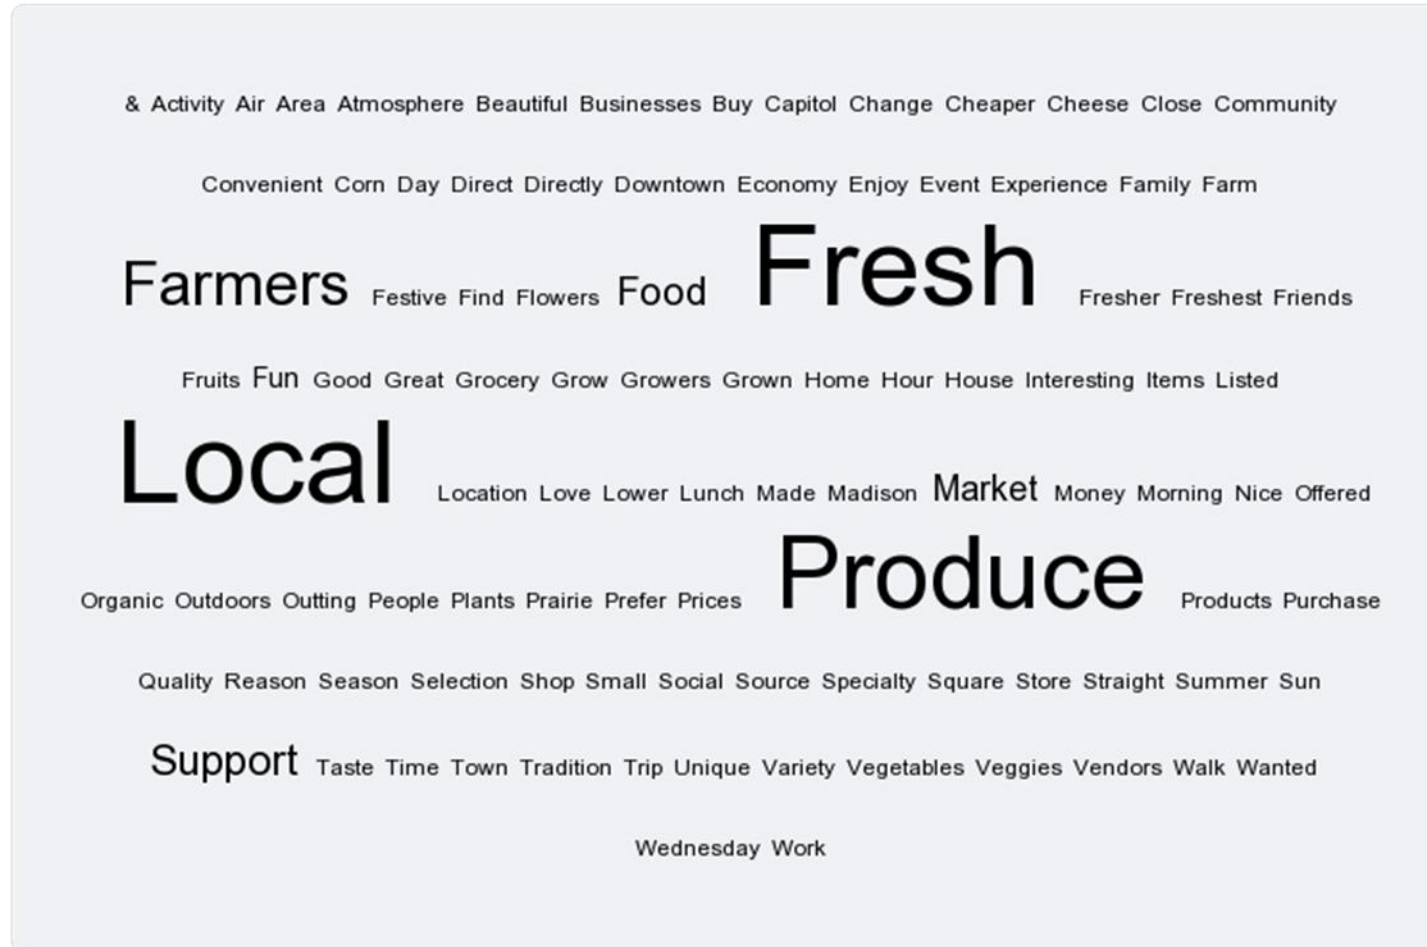 & Activity Air Area Atmosphere Beautiful Businesses Buy Capitol Change Cheaper Cheese Close Community
Convenient Corn Day Direct Directly Downtown Economy Enjoy Event Experience Family Farm
Farmers Festive Find Flowers Food Fresh Fresher Freshest Friends
Fruits Fun Good Great Grocery Grow Growers Grown Home Hour House Interesting Items Listed
Local Location Love Lower Lunch Made Madison Market Money Morning Nice Offered
Organic Outdoors Outting People Plants Prairie Prefer Prices Produce Products Purchase
Quality Reason Season Selection Shop Small Social Source Specialty Square Store Straight Summer Sun
Support Taste Time Town Tradition Trip Unique Variety Vegetables Veggies Vendors Walk Wanted
Wednesday Work